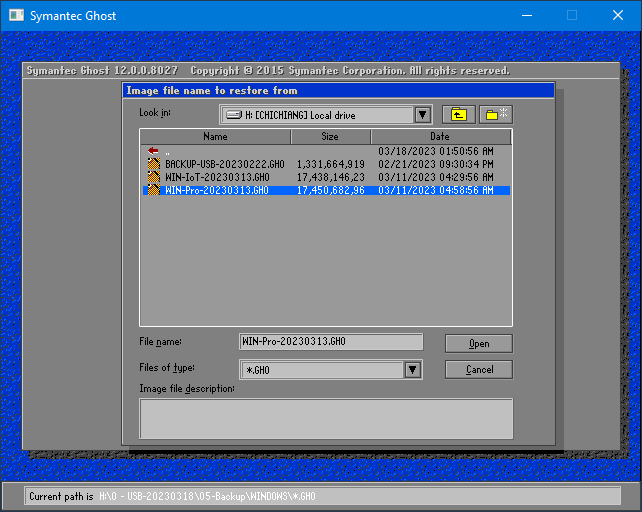 Symantec Ghost
Symantec Ghost 12.0.0.8027 Copyright © 2015 Symantec Corporation. All rights reserved.
Image file name to restore from
Look in: H: [CHICHIANG] Local drive
Name Size Date
.. 03/18/2023 01:50:56 AM
BACKUP-USB-20230222.GHO 1,331,664,919 02/21/2023 09:30:34 PM
WIN-IoT-20230313.GHO 17,438,146,23 03/11/2023 04:29:56 AM
WIN-Pro-20230313.GHO 17,450,682,96 03/11/2023 04:58:56 AM
File name: WIN-Pro-20230313.GHO Open
Files of type: *.GHO Cancel
Image file description:
Current path is H:\0 - USB-20230318\05-Backup\WINDOWS\*.GHO